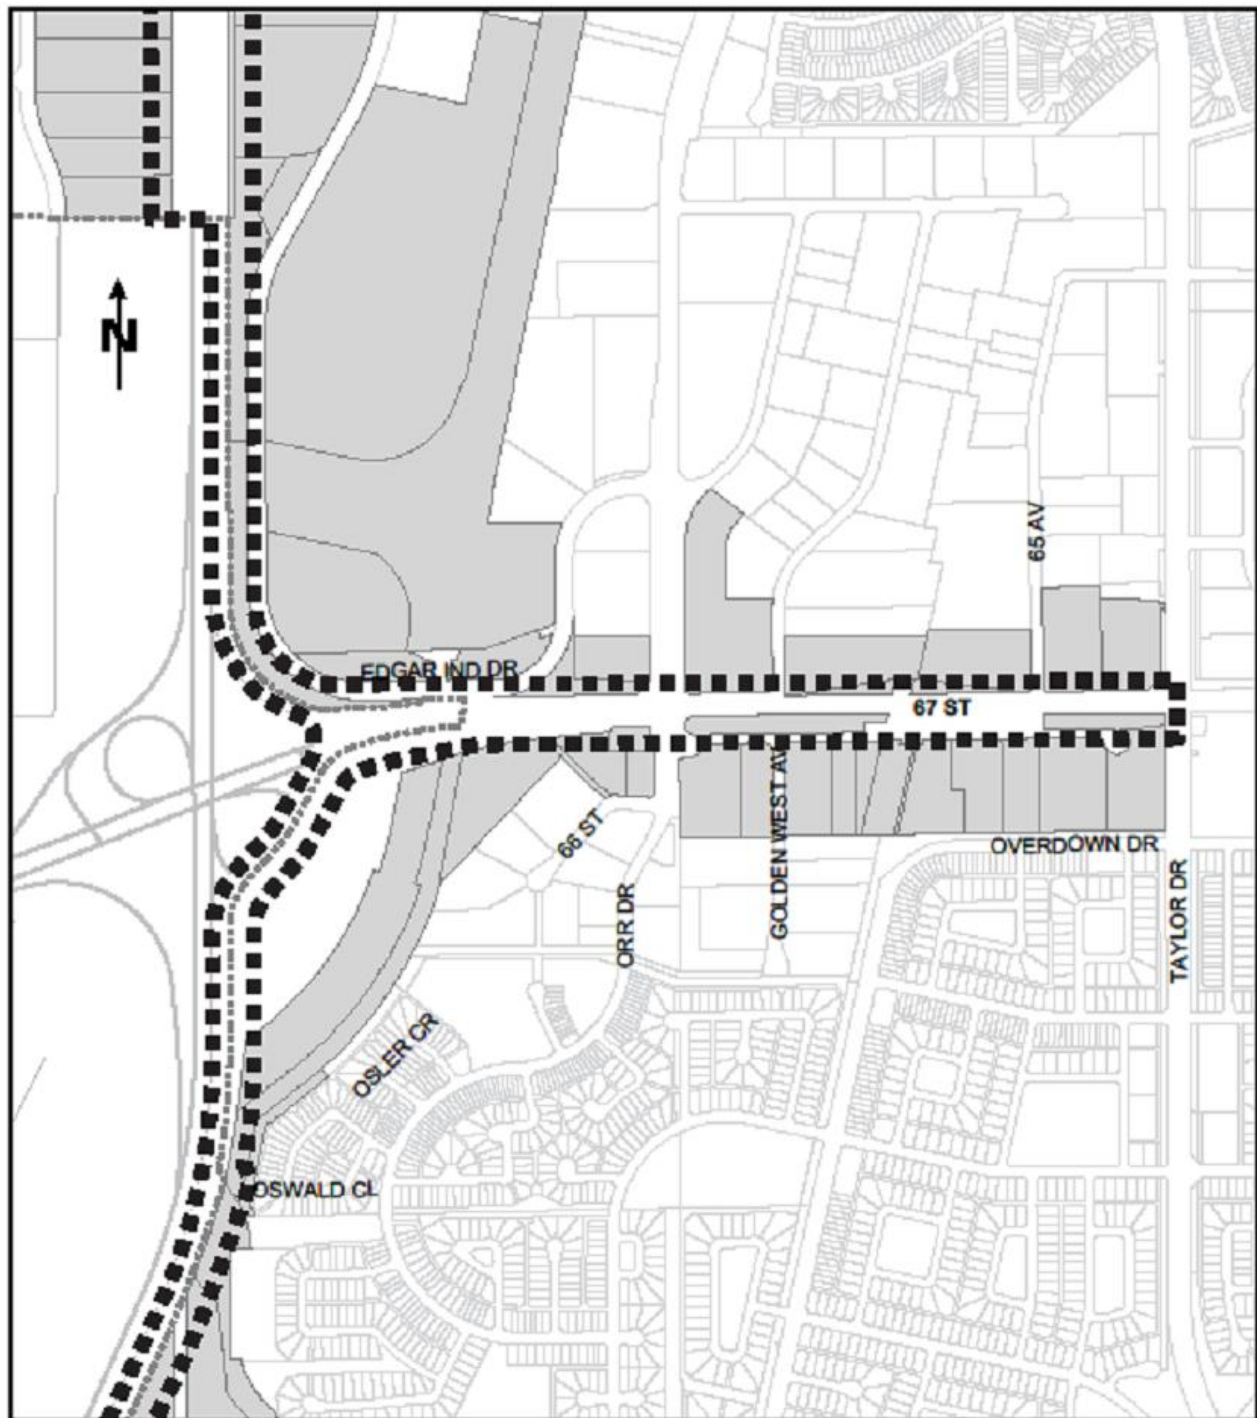 N
65 AV
EDGAR IND DR
67 ST
66 ST
GOLDEN WEST AV
OVERDOWN DR
ORR DR
TAYLOR DR
OSLER CR
OSWALD CL